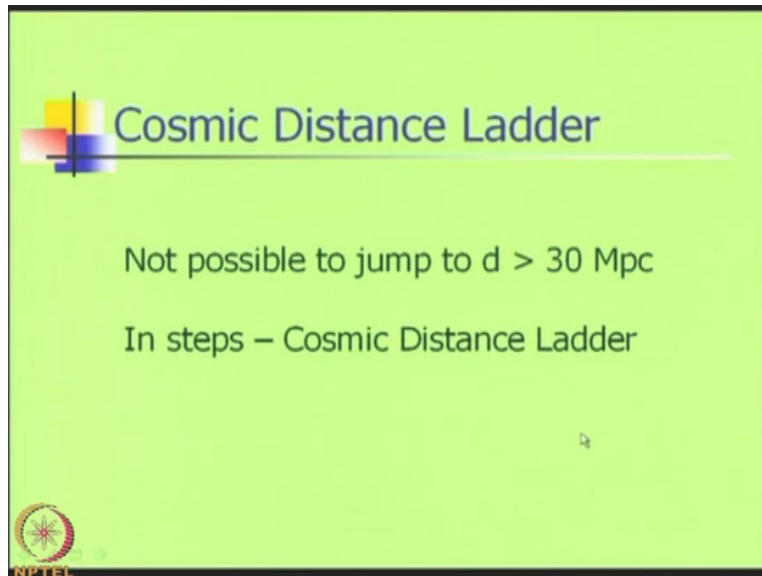 Cosmic Distance Ladder
Not possible to jump to d > 30 Mpc
In steps – Cosmic Distance Ladder
NPTEL